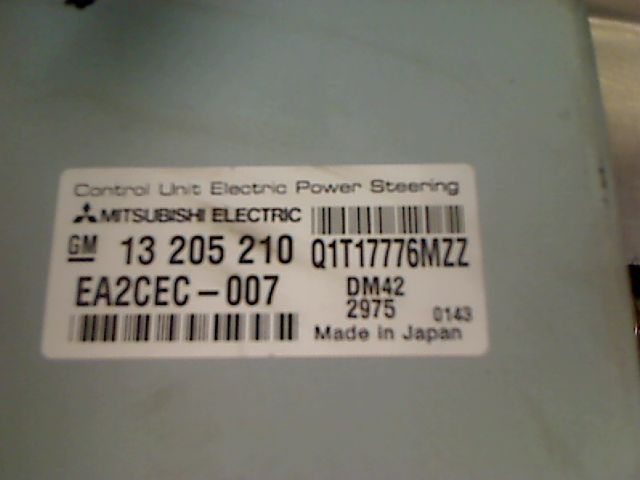 Control Unit Electric Power Steering
MITSUBISHI ELECTRIC
GM 13 205 210 Q1T17776MZZ
EA2CEC-007 DM42
2975 0143
Made in Japan